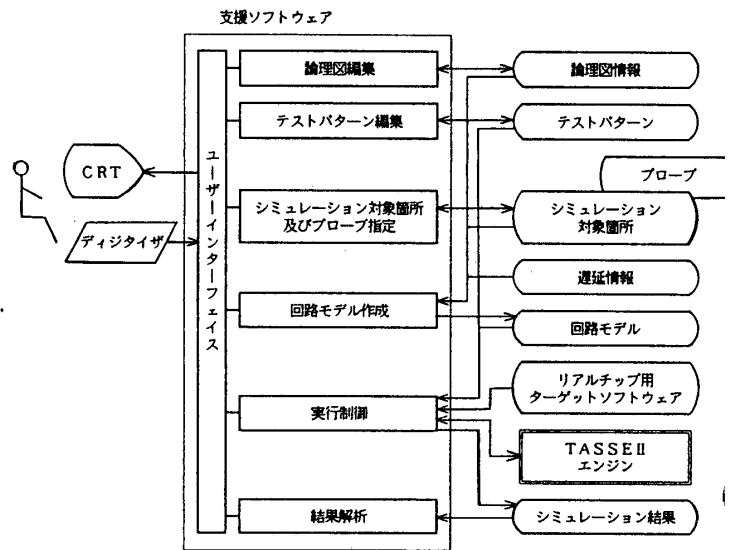 支援ソフトウェア
論理図編集
論理図情報
テストパターン編集
テストパターン
CRT
ディジタイザ
ユーザーインターフェイス
プローブ
シミュレーション対象箇所
及びプローブ指定
シミュレーション
対象箇所
遅延情報
回路モデル作成
回路モデル
リアルチップ用
ターゲットソフトウェア
実行制御
TASSEII
エンジン
結果解析
シミュレーション結果